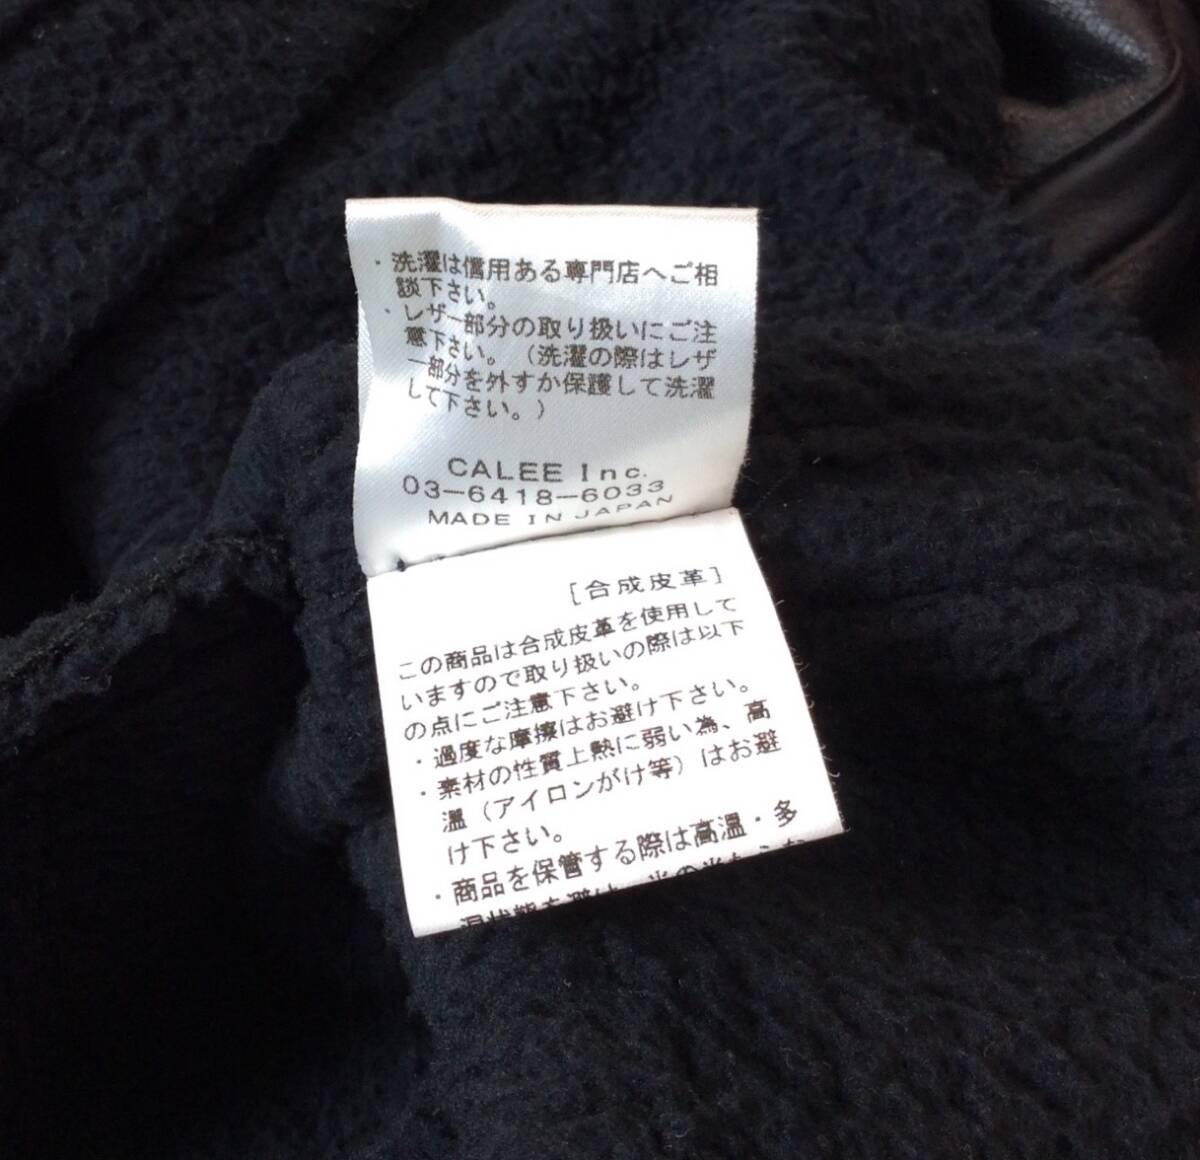 ・洗濯は信用ある専門店へご相
談下さい。
・レザー部分の取り扱いにご注
意下さい。（洗濯の際はレザ
ー部分を外すか保護して洗濯
して下さい。）
CALEE Inc.
03-6418-6033
MADE IN JAPAN
[合成皮革]
この商品は合成皮革を使用して
いますので取り扱いの際は以下
の点にご注意下さい。
・過度な摩擦はお避け下さい。
・素材の性質上熱に弱い為、高
温（アイロンがけ等）はお避
け下さい。
・商品を保管する際は高温・多